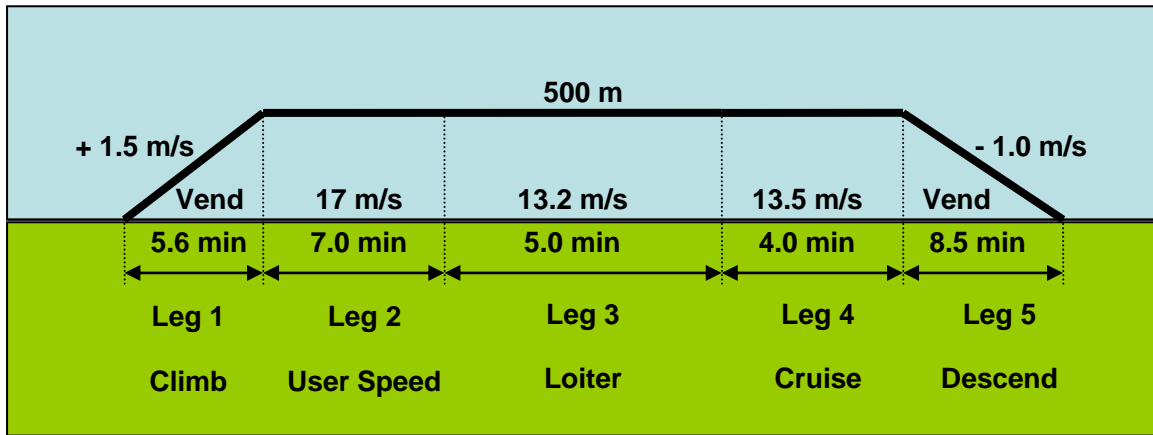 500 m
+ 1.5 m/s
- 1.0 m/s
Vend 17 m/s 13.2 m/s 13.5 m/s Vend
5.6 min 7.0 min 5.0 min 4.0 min 8.5 min
Leg 1 Leg 2 Leg 3 Leg 4 Leg 5
Climb User Speed Loiter Cruise Descend